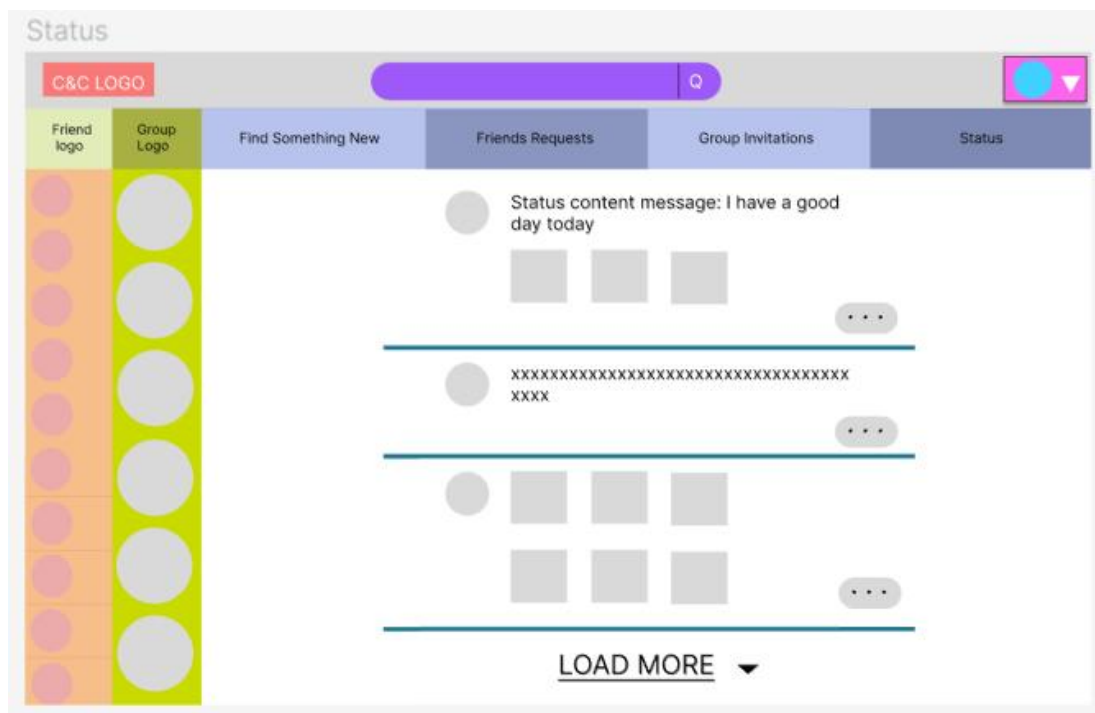 Status
C&C LOGO
Q
Friend logo
Group Logo
Find Something New
Friends Requests
Group Invitations
Status
Status content message: I have a good
day today
. . .
xxxxxxxxxxxxxxxxxxxxxxxxxxxxxxxxxxx
xxxx
. . .
. . .
LOAD MORE